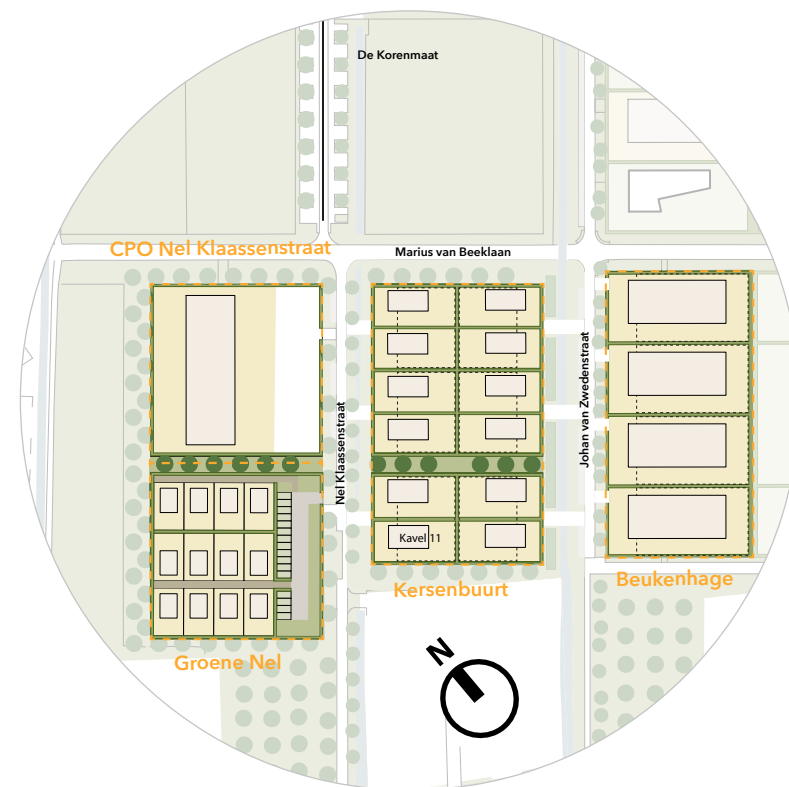 De Korenmaat
CPO Nel Klaassenstraat
Marius van Beeklaan
Nel Klaassenstraat
Johan van Zwedenstraat
Kavel 11
Kersenbuurt
Beukenhage
Groene Nel
N